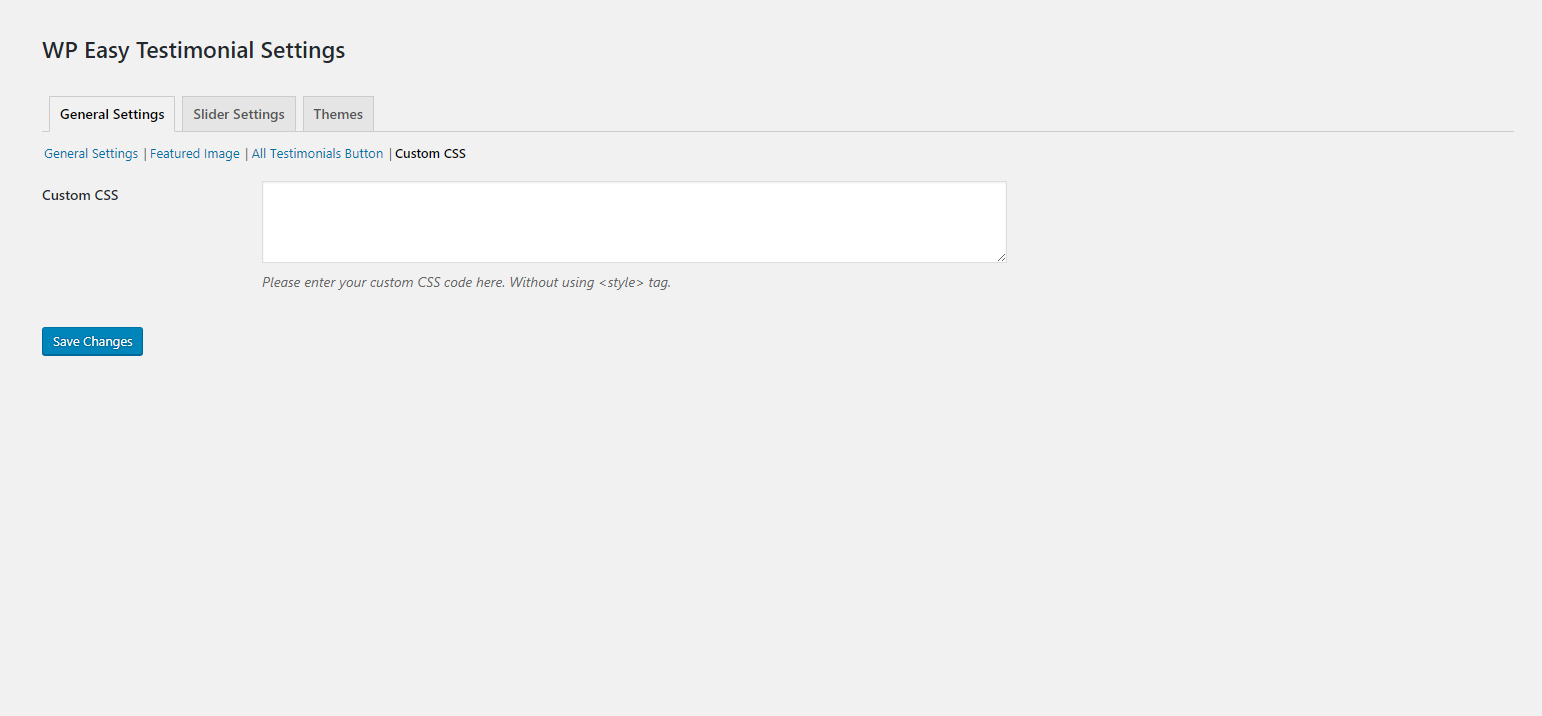 WP Easy Testimonial Settings
General Settings Slider Settings Themes
General Settings | Featured Image | All Testimonials Button | Custom CSS
Custom CSS
Please enter your custom CSS code here. Without using <style> tag.
Save Changes